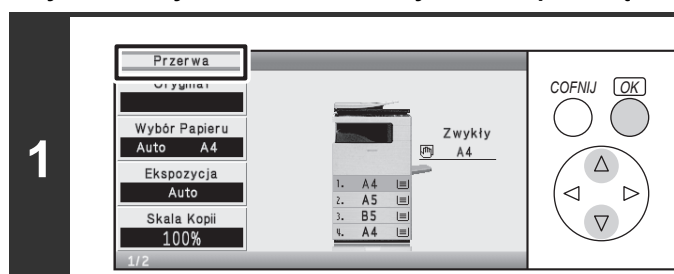 1
Przerwa
Oryginał
Wybór Papieru
Auto A4
Ekspozycja
Auto
Skala Kopii
100%
1/2
Zwykły
A4
1. A4
2. A5
3. B5
4. A4
COFNIJ OK